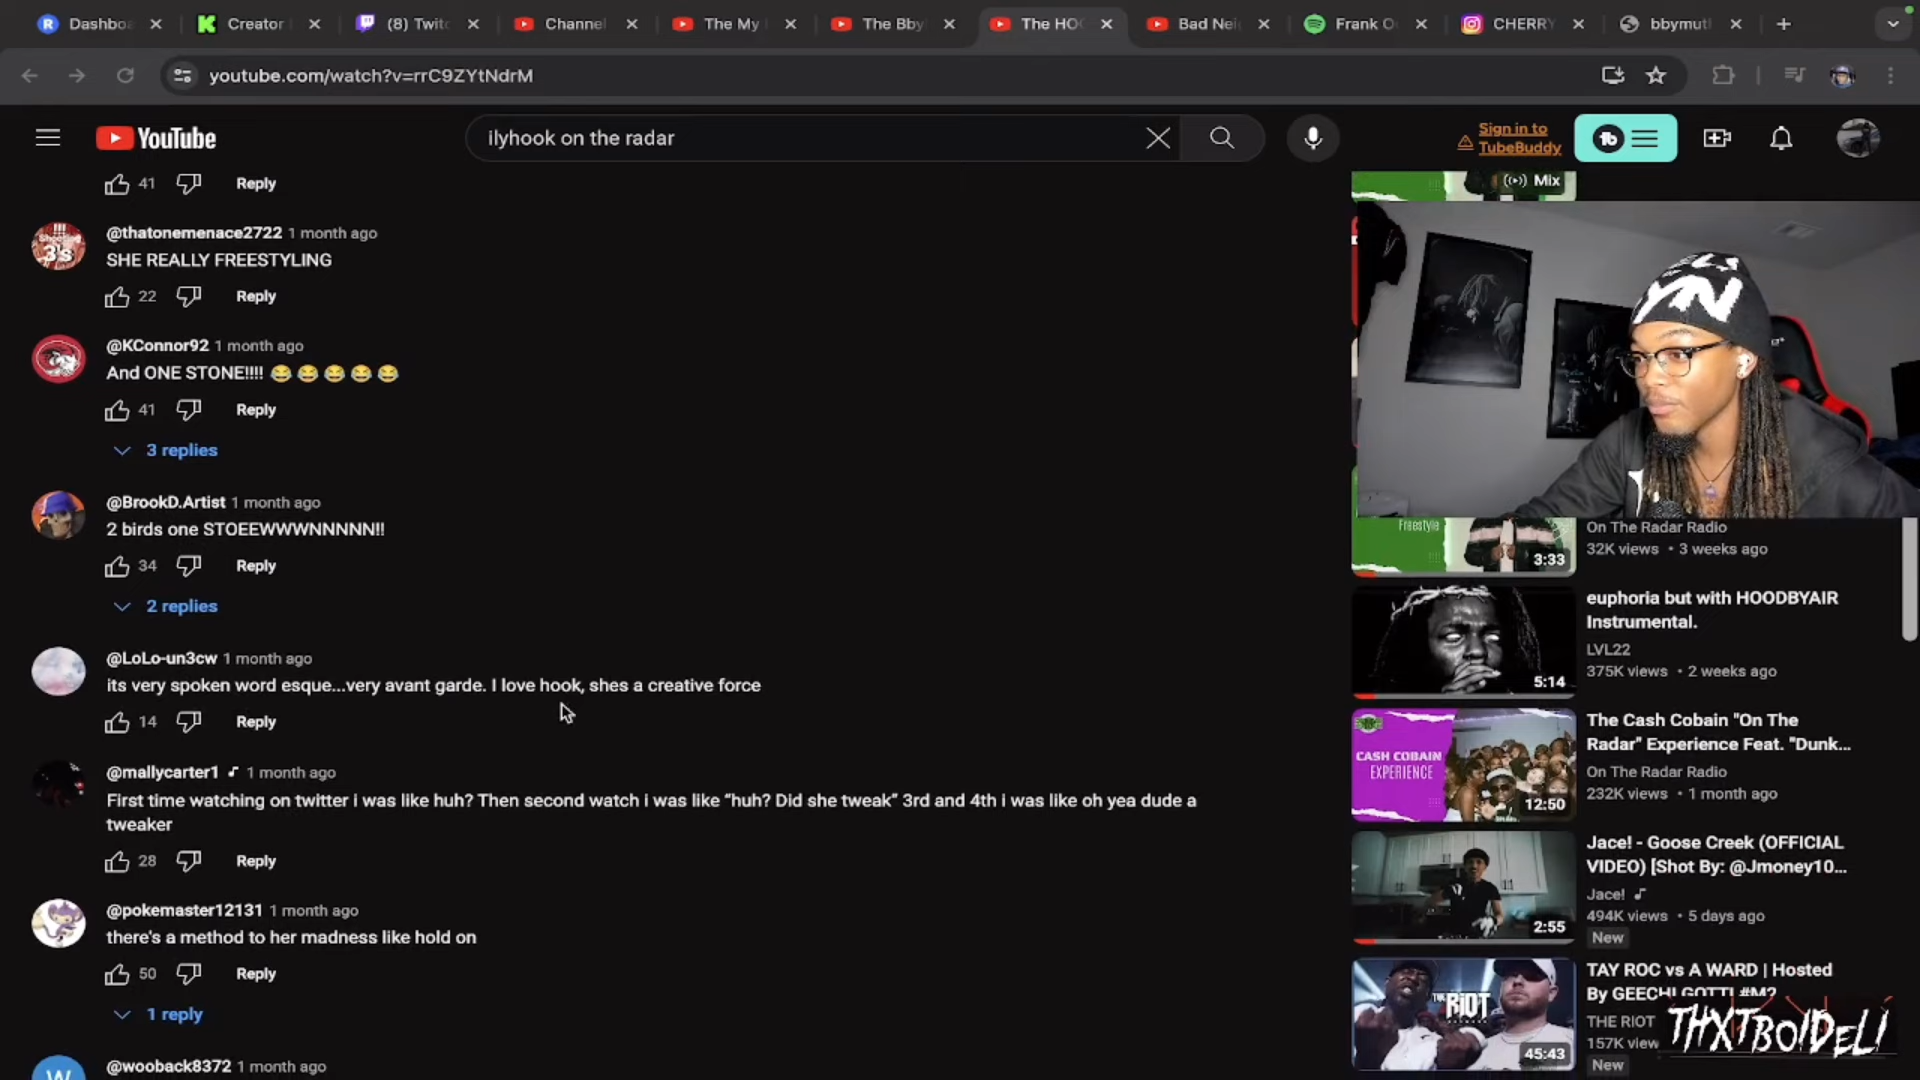 Dashboa
Creator
(8) Twitc
Channel
The My
The Bby
The HO
Bad Nei
Frank O
CHERRY
bbymut
youtube.com/watch?v=rrC9ZYtNdrM
YouTube
ilyhook on the radar
Sign in to
TubeBuddy
41 Reply
Mix
@thatonemenace2722 1 month ago
SHE REALLY FREESTYLING
22 Reply
@KConnor92 1 month ago
And ONE STONE!!!! 😂😂😂😂😂
41 Reply
3 replies
@BrookD.Artist 1 month ago
2 birds one STOEEWWWNNNNN!!
34 Reply
2 replies
@LoLo-un3cw 1 month ago
its very spoken word esque...very avant garde. I love hook, shes a creative force
14 Reply
@mallycarter1 1 month ago
First time watching on twitter i was like huh? Then second watch i was like “huh? Did she tweak” 3rd and 4th i was like oh yea dude a
tweaker
28 Reply
@pokemaster12131 1 month ago
there's a method to her madness like hold on
50 Reply
1 reply
@wooback8372 1 month ago
Freestyle
3:33
On The Radar Radio
32K views • 3 weeks ago
5:14
euphoria but with HOODBYAIR
Instrumental.
LVL22
375K views • 2 weeks ago
CASH COBAIN
EXPERIENCE
12:50
The Cash Cobain "On The
Radar" Experience Feat. "Dunk...
On The Radar Radio
232K views • 1 month ago
2:55
Jace! - Goose Creek (OFFICIAL
VIDEO) [Shot By: @Jmoney10...
Jace!
494K views • 5 days ago
New
THE RIOT
45:43
TAY ROC vs A WARD | Hosted
By GEECHI GOTTI #M?
THE RIOT
157K view
New
THXTBOIDELI